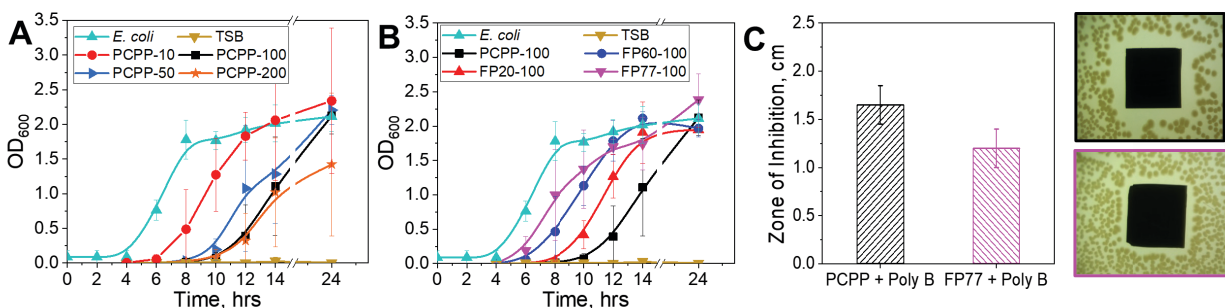 A
E. coli TSB
PCPP-10 PCPP-100
PCPP-50 PCPP-200
OD600
3.5
3.0
2.5
2.0
1.5
1.0
0.5
0.0
0 2 4 6 8 10 12 14 24
Time, hrs
B
E. coli TSB
PCPP-100 FP60-100
FP20-100 FP77-100
OD600
3.5
3.0
2.5
2.0
1.5
1.0
0.5
0.0
0 2 4 6 8 10 12 14 24
Time, hrs
C
Zone of Inhibition, cm
2.0
1.5
1.0
0.5
0.0
PCPP + Poly B FP77 + Poly B